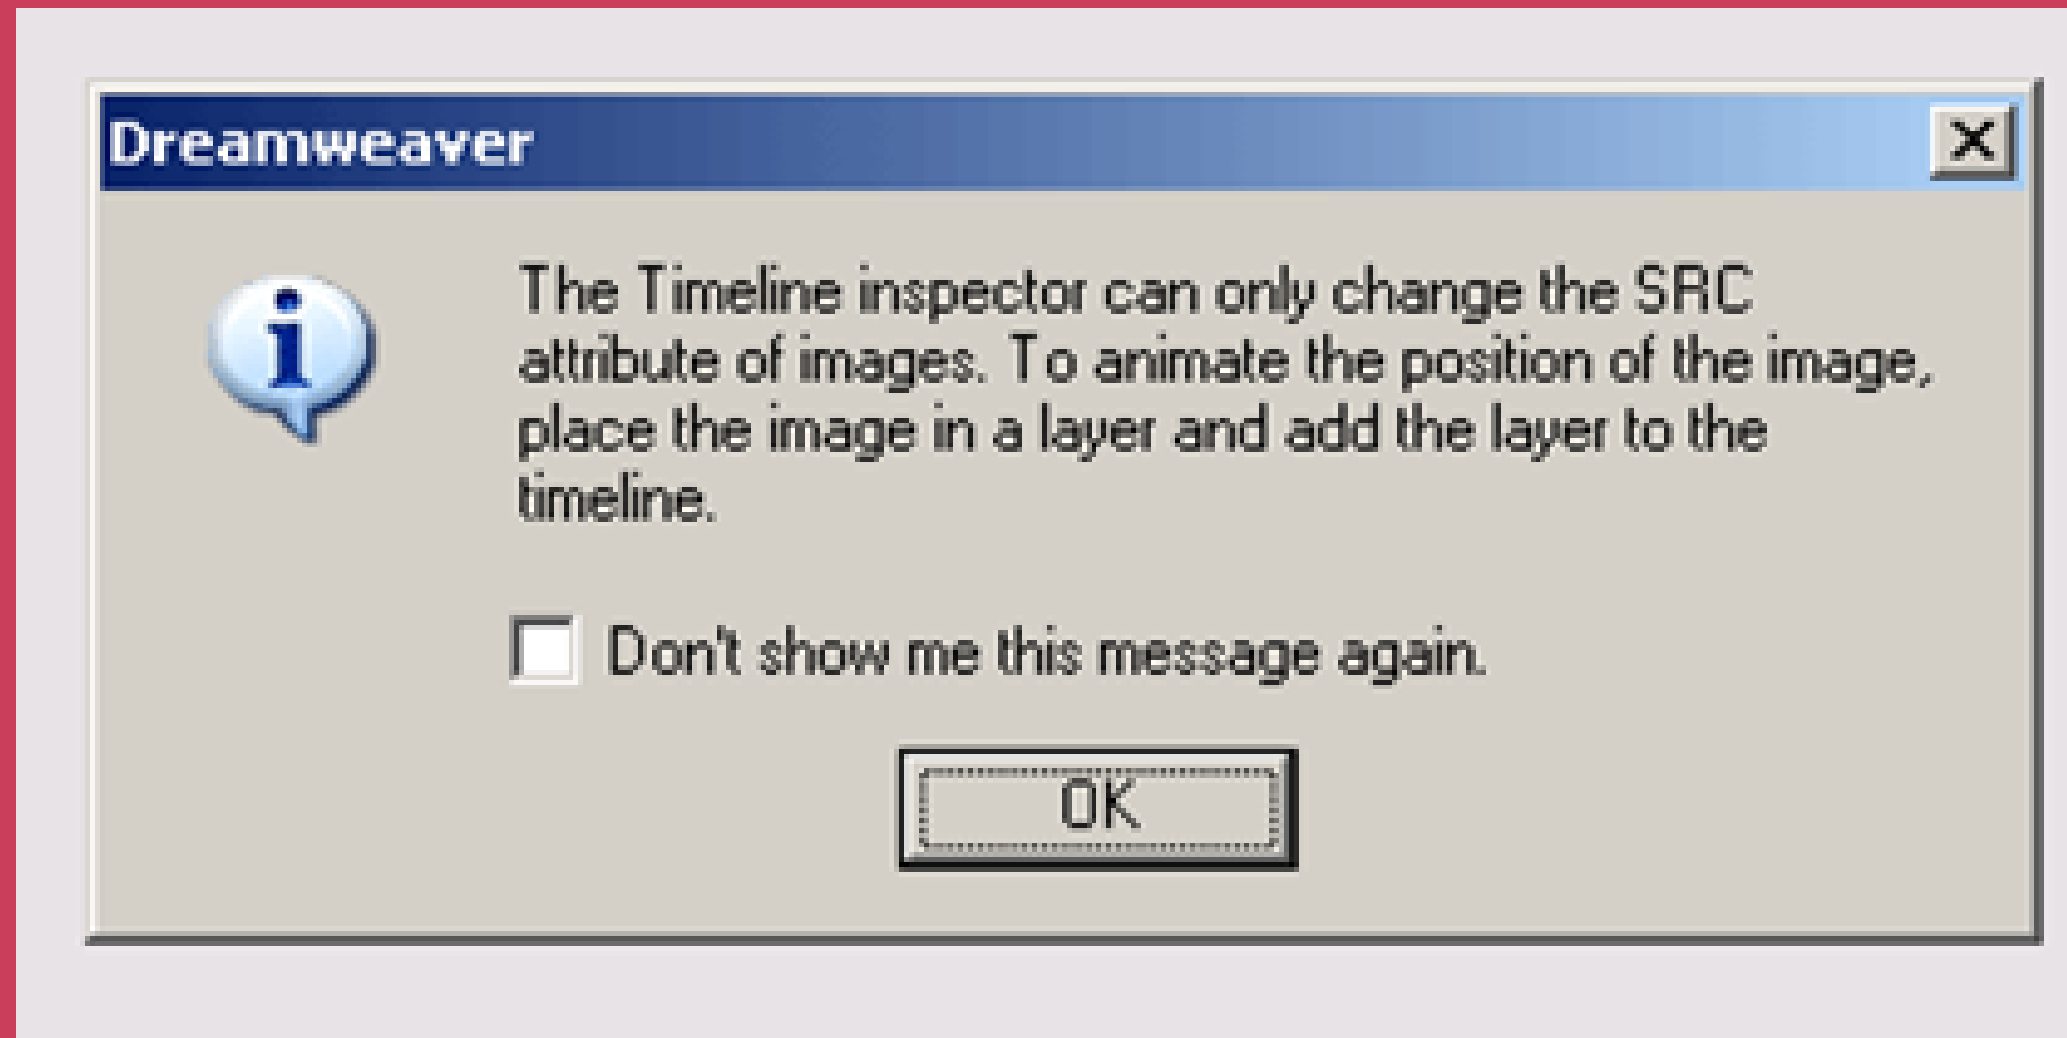 Dreamweaver
The Timeline inspector can only change the SRC
attribute of images. To animate the position of the image,
place the image in a layer and add the layer to the
timeline.
Don't show me this message again.
OK